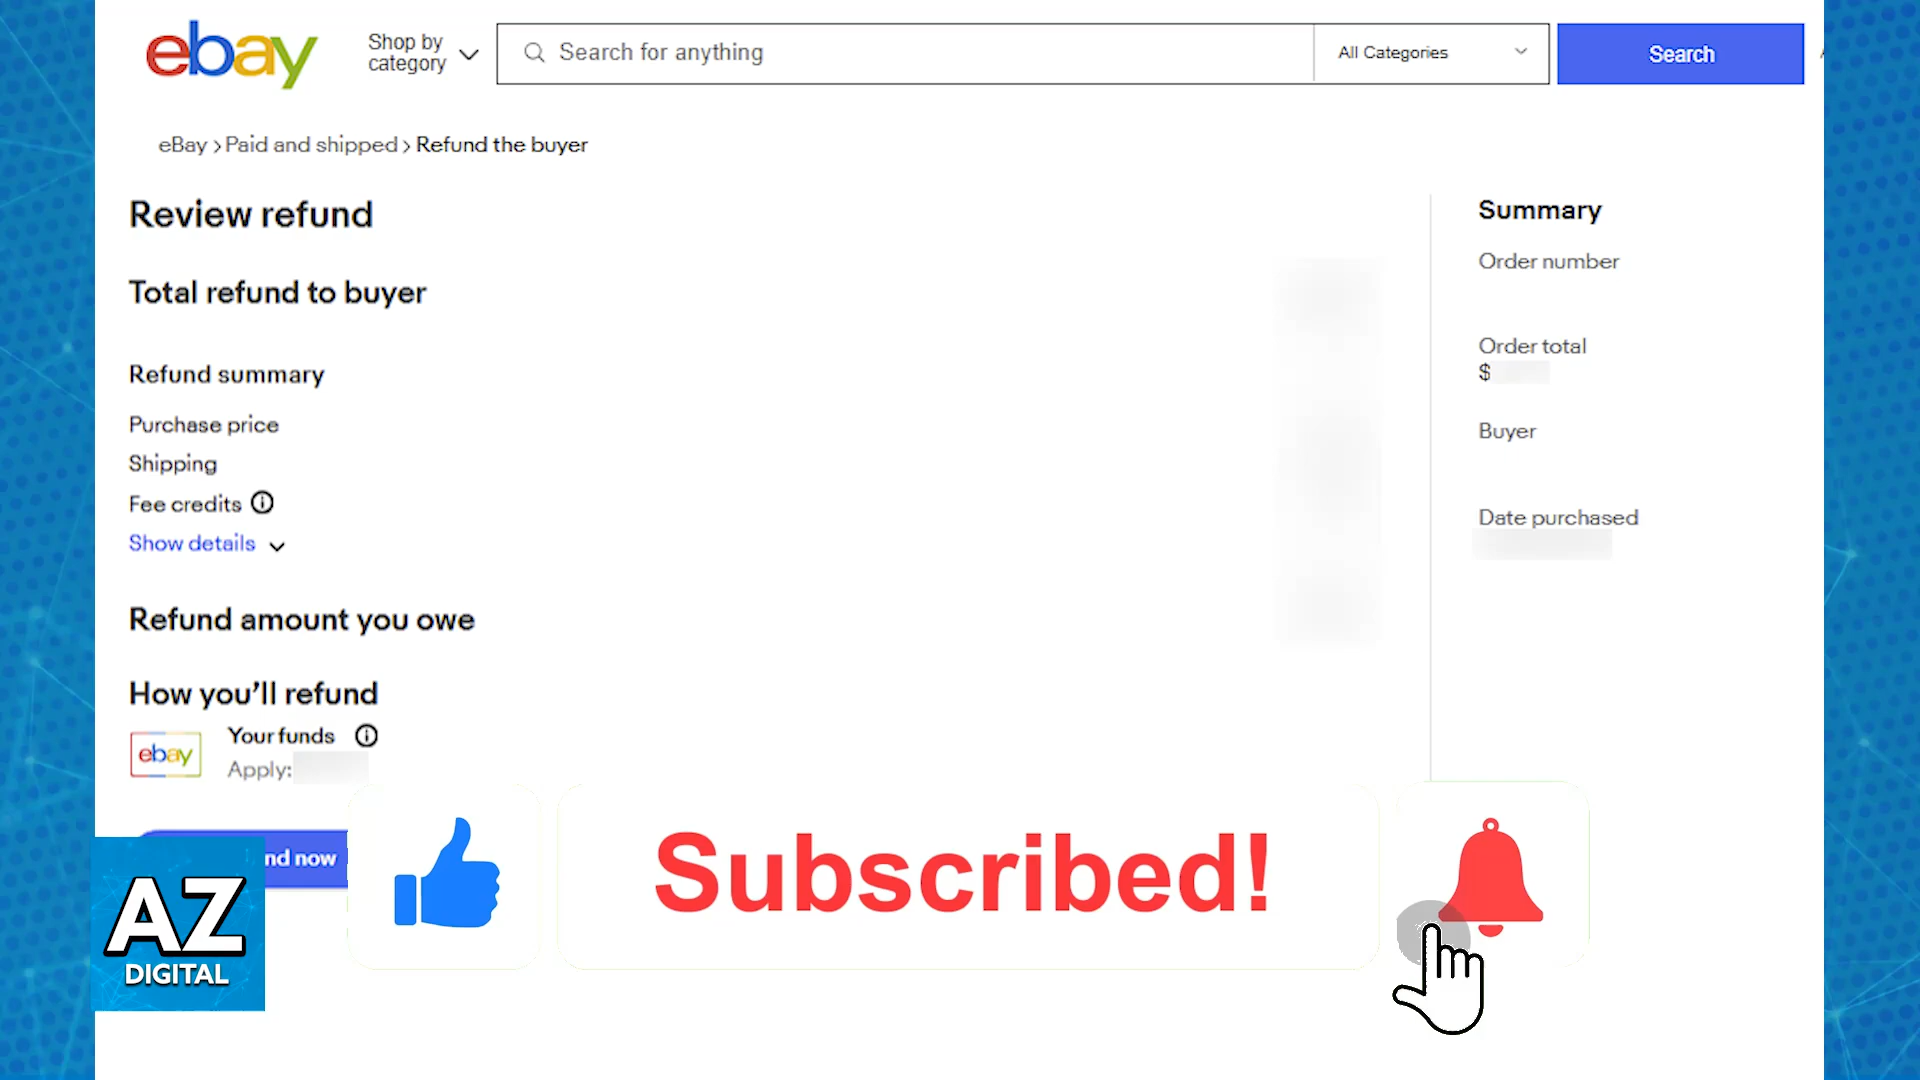 ebay
Shop by
category
Search for anything
All Categories
Search
eBay > Paid and shipped > Refund the buyer
Review refund
Total refund to buyer
Refund summary
Purchase price
Shipping
Fee credits
Show details
Refund amount you owe
How you’ll refund
ebay
Your funds
Apply:
Summary
Order number
Order total
$
Buyer
Date purchased
now
Subscribed!
AZ
DIGITAL